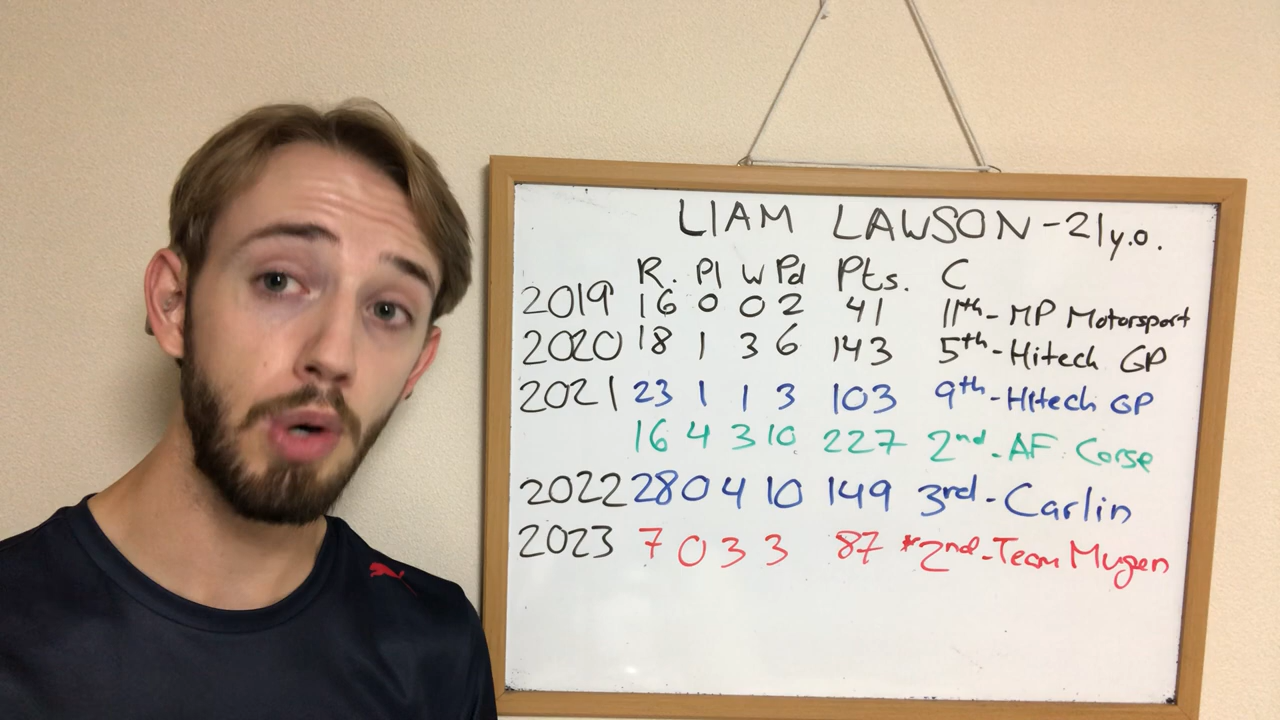 LIAM LAWSON - 21 y.o.
R. Pl W Pd Pts. C
2019 16 0 0 2 41 11th - MP Motorsport
2020 18 1 3 6 143 5th - Hitech GP
2021 23 1 1 3 103 9th - HItech GP
16 4 3 10 227 2nd - AF Corse
2022 28 0 4 10 149 3rd - Carlin
2023 7 0 3 3 87 *2nd - Team Mugen